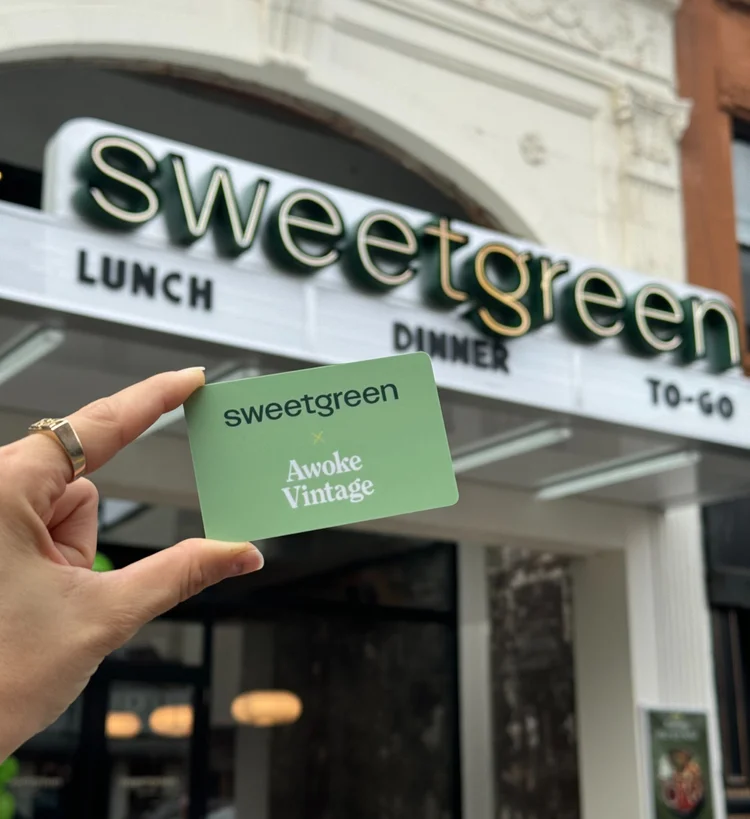 sweetgreen
LUNCH
DINNER
TO-GO
sweetgreen
x
Awoke
Vintage